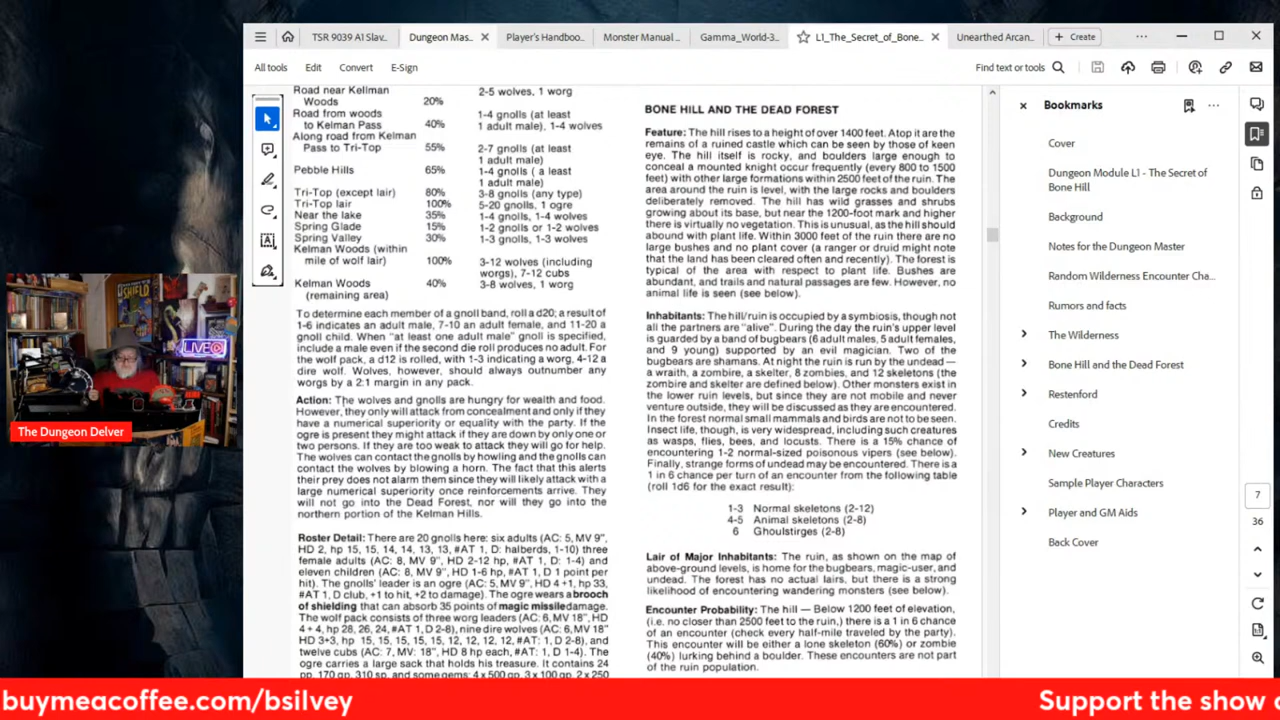 TSR 9039 A1 Slav...
Dungeon Mas...
Player's Handboo...
Monster Manual ...
Gamma_World-3...
L1_The_Secret_of_Bone...
Unearthed Arcan...
Create
All tools
Edit
Convert
E-Sign
Find text or tools
Road near Kellman Woods 20% 2-5 wolves, 1 worg
Road from woods to Kelman Pass 40% 1-4 gnolls (at least 1 adult male), 1-4 wolves
Along road from Kelman Pass to Tri-Top 55% 2-7 gnolls (at least 1 adult male)
Pebble Hills 65% 1-4 gnolls ( a least 1 adult male)
Tri-Top (except lair) 80% 3-8 gnolls (any type)
Tri-Top lair 100% 5-20 gnolls, 1 ogre
Near the lake 35% 1-4 gnolls, 1-4 wolves
Spring Glade 15% 1-2 gnolls or 1-2 wolves
Spring Valley 30% 1-3 gnolls, 1-3 wolves
Kelman Woods (within mile of wolf lair) 100% 3-12 wolves (including worgs), 7-12 cubs
Kelman Woods (remaining area) 40% 3-8 wolves, 1 worg
To determine each member of a gnoll band, roll a d20; a result of
1-6 indicates an adult male, 7-10 an adult female, and 11-20 a
gnoll child. When "at least one adult male" gnoll is specified,
include a male even if the second die roll produces no adult. For
the wolf pack, a d12 is rolled, with 1-3 indicating a worg, 4-12 a
dire wolf. Wolves, however, should always outnumber any
worgs by a 2:1 margin in any pack.
Action: The wolves and gnolls are hungry for wealth and food.
However, they only will attack from concealment and only if they
have a numerical superiority or equality with the party. If the
ogre is present they might attack if they are down by only one or
two persons. If they are too weak to attack they will go for help.
The wolves can contact the gnolls by howling and the gnolls can
contact the wolves by blowing a horn. The fact that this alerts
their prey does not alarm them since they will likely attack with a
large numerical superiority once reinforcements arrive. They
will not go into the Dead Forest, nor will they go into the
northern portion of the Kelman Hills.
Roster Detail: There are 20 gnolls here: six adults (AC: 5, MV 9",
HD 2, hp 15, 15, 14, 14, 13, 13, #AT 1, D: halberds, 1-10) three
female adults (AC: 8, MV 9", HD 2-12 hp, #AT 1, D: 1-4) and
eleven children (AC: 8, MV 9", HD 1-6 hp, #AT 1, D 1 point per
hit). The gnolls' leader is an ogre (AC: 5, MV 9", HD 4 +1, hp 33,
#AT 1, D club, +1 to hit, +2 to damage). The ogre wears a brooch
of shielding that can absorb 35 points of magic missile damage.
The wolf pack consists of three worg leaders (AC: 6, MV 18", HD
4 + 4, hp 28, 26, 24, #AT 1, D 2-8), nine dire wolves (AC: 6, MV 18"
HD 3+3, hp 15, 15, 15, 15, 15, 12, 12, 12, 12, #AT: 1, D 2-8), and
twelve cubs (AC: 7, MV: 18", HD 8 hp each, #AT: 1, D 1-4). The
ogre carries a large sack that holds his treasure. It contains 24
pp, 170 gp, 310 sp, and some gems: 4 x 500 gp, 3 x 100 gp, 2 x 250
BONE HILL AND THE DEAD FOREST
Feature: The hill rises to a height of over 1400 feet. Atop it are the
remains of a ruined castle which can be seen by those of keen
eye. The hill itself is rocky, and boulders large enough to
conceal a mounted knight occur frequently (every 800 to 1500
feet) with other large formations within 2500 feet of the ruin. The
area around the ruin is level, with the large rocks and boulders
deliberately removed. The hill has wild grasses and shrubs
growing about its base, but near the 1200-foot mark and higher
there is virtually no vegetation. This is unusual, as the hill should
abound with plant life. Within 3000 feet of the ruin there are no
large bushes and no plant cover (a ranger or druid might note
that the land has been cleared often and recently). The forest is
typical of the area with respect to plant life. Bushes are
abundant, and trails and natural passages are few. However, no
animal life is seen (see below).
Inhabitants: The hill/ruin is occupied by a symbiosis, though not
all the partners are "alive". During the day the ruin's upper level
is guarded by a band of bugbears (6 adult males, 5 adult females,
and 9 young) supported by an evil magician. Two of the
bugbears are shamans. At night the ruin is run by the undead —
a wraith, a zombire, a skelter, 8 zombies, and 12 skeletons (the
zombire and skelter are defined below). Other monsters exist in
the lower ruin levels, but since they are not mobile and never
venture outside, they will be discussed as they are encountered.
In the forest normal small mammals and birds are not to be seen.
Insect life, though, is very widespread, including such creatures
as wasps, flies, bees, and locusts. There is a 15% chance of
encountering 1-2 normal-sized poisonous vipers (see below).
Finally, strange forms of undead may be encountered. There is a
1 in 6 chance per turn of an encounter from the following table
(roll 1d6 for the exact result):
1-3 Normal skeletons (2-12)
4-5 Animal skeletons (2-8)
6 Ghoulstirges (2-8)
Lair of Major Inhabitants: The ruin, as shown on the map of
above-ground levels, is home for the bugbears, magic-user, and
undead. The forest has no actual lairs, but there is a strong
likelihood of encountering wandering monsters (see below).
Encounter Probability: The hill — Below 1200 feet of elevation,
(i.e. no closer than 2500 feet to the ruin,) there is a 1 in 6 chance
of an encounter (check every half-mile traveled by the party).
This encounter will be either a lone skeleton (60%) or zombie
(40%) lurking behind a boulder. These encounters are not part
of the ruin population.
Bookmarks
Cover
Dungeon Module L1 - The Secret of
Bone Hill
Background
Notes for the Dungeon Master
Random Wilderness Encounter Cha...
Rumors and facts
The Wilderness
Bone Hill and the Dead Forest
Restenford
Credits
New Creatures
Sample Player Characters
Player and GM Aids
Back Cover
7
36
SHIELD
LIVE
The Dungeon Delver
buymeacoffee.com/bsilvey
Support the show